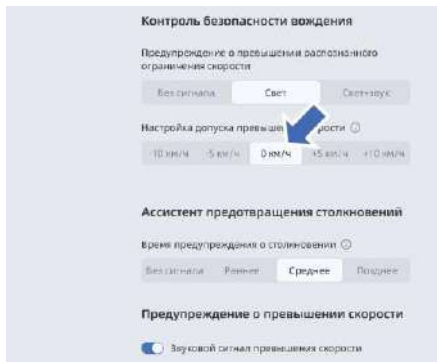 Контроль безопасности вождения
Предупреждение о превышении распознанного
ограничения скорости
Без сигнала Свет Свет+звук
Настройка допуска превышения скорости
-10 км/ч -5 км/ч 0 км/ч +5 км/ч +10 км/ч
Ассистент предотвращения столкновений
Время предупреждения о столкновении
Без сигнала Раннее Среднее Позднее
Предупреждение о превышении скорости
Звуковой сигнал превышения скорости